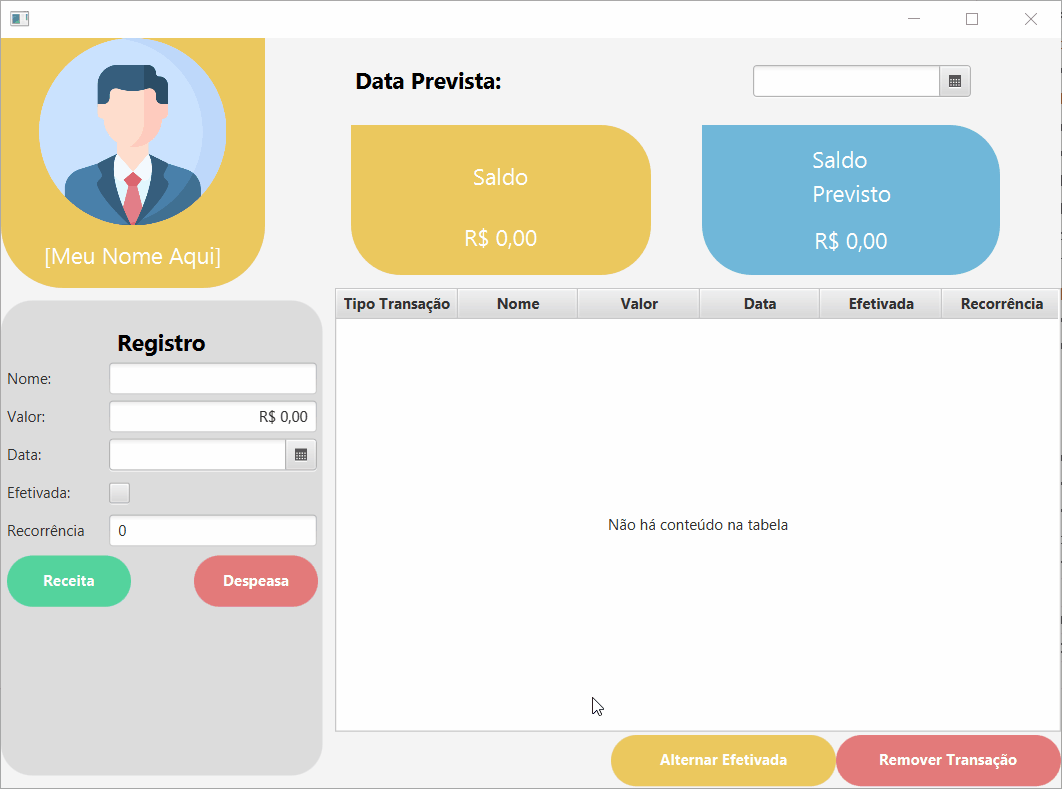 Data Prevista:
[Meu Nome Aqui]
Saldo
R$ 0,00
Saldo
Previsto
R$ 0,00
Registro
Nome:
Valor: R$ 0,00
Data:
Efetivada:
Recorrência 0
Receita Despeasa
Tipo Transação Nome Valor Data Efetivada Recorrência
Não há conteúdo na tabela
Alternar Efetivada Remover Transação